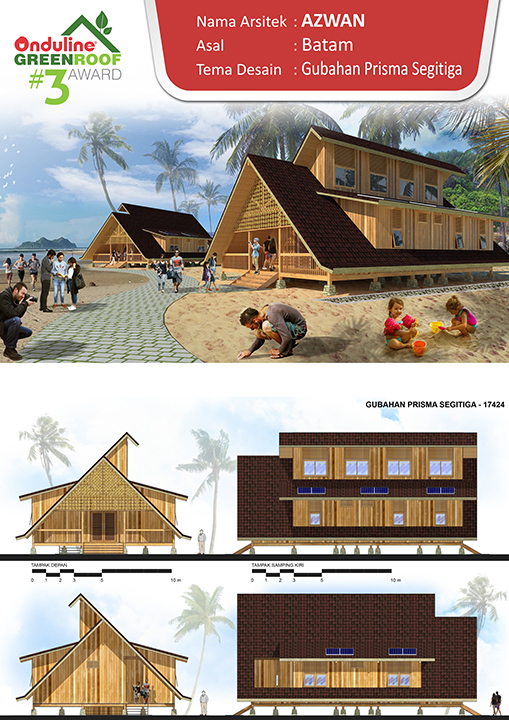 Onduline®
GREENROOF
#3 AWARD
Nama Arsitek : AZWAN
Asal : Batam
Tema Desain : Gubahan Prisma Segitiga
GUBAHAN PRISMA SEGITIGA - 17424
TAMPAK DEPAN
0 1 2 3 5 10 m
TAMPAK SAMPING KIRI
0 1 2 3 5 10 m